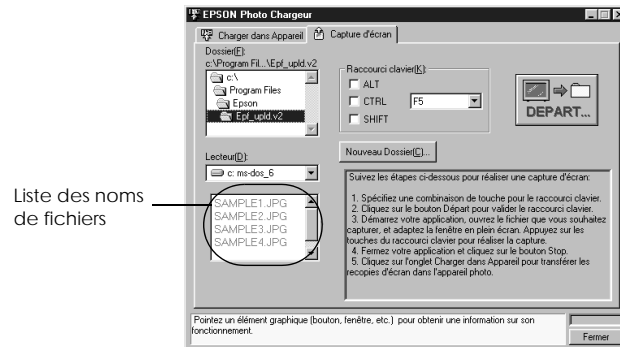 EPSON Photo Chargeur
Charger dans Appareil
Capture d'écran
Dossier(F):
c:\Program Fil...\Epf_upld.v2
c:\
Program Files
Epson
Epf_upld.v2
Raccourci clavier(K):
ALT
CTRL
SHIFT
F5
DEPART...
Lecteur(D):
c: ms-dos_6
Nouveau Dossier(C)...
Liste des noms
de fichiers
SAMPLE1.JPG
SAMPLE2.JPG
SAMPLE3.JPG
SAMPLE4.JPG
Suivez les étapes ci-dessous pour réaliser une capture d'écran:
1. Spécifiez une combinaison de touche pour le raccourci clavier.
2. Cliquez sur le bouton Départ pour valider le raccourci clavier.
3. Démarrez votre application, ouvrez le fichier que vous souhaitez
capturer, et adaptez la fenêtre en plein écran. Appuyez sur les
touches du raccourci clavier pour réaliser la capture.
4. Fermez votre application et cliquez sur le bouton Stop.
5. Cliquez sur l'onglet Charger dans Appareil pour transférer les
recopies d'écran dans l'appareil photo.
Pointez un élément graphique (bouton, fenêtre, etc.) pour obtenir une information sur son
fonctionnement.
Fermer